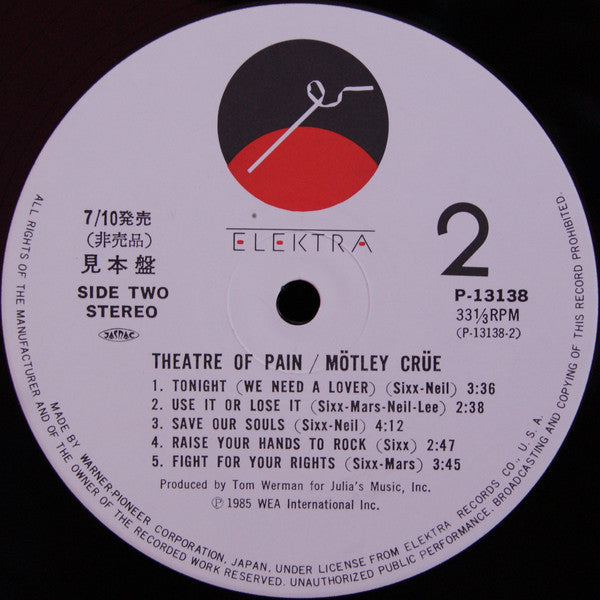 ELEKTRA
7/10発売
(非売品)
見本盤
SIDE TWO
STEREO
JASRAC
2
P-13138
33 1/3 RPM
(P-13138-2)
THEATRE OF PAIN / MÖTLEY CRÜE
1. TONIGHT (WE NEED A LOVER) (Sixx-Neil) 3:36
2. USE IT OR LOSE IT (Sixx-Mars-Neil-Lee) 2:38
3. SAVE OUR SOULS (Sixx-Neil) 4:12
4. RAISE YOUR HANDS TO ROCK (Sixx) 2:47
5. FIGHT FOR YOUR RIGHTS (Sixx-Mars) 3:45
Produced by Tom Werman for Julia's Music, Inc.
℗ 1985 WEA International Inc.
MADE BY WARNER-PIONEER CORPORATION, JAPAN, UNDER LICENSE FROM ELEKTRA RECORDS CO., U.S.A.
ALL RIGHTS OF THE MANUFACTURER AND OF THE OWNER OF THE RECORDED WORK RESERVED. UNAUTHORIZED PUBLIC PERFORMANCE, BROADCASTING AND COPYING OF THIS RECORD PROHIBITED.